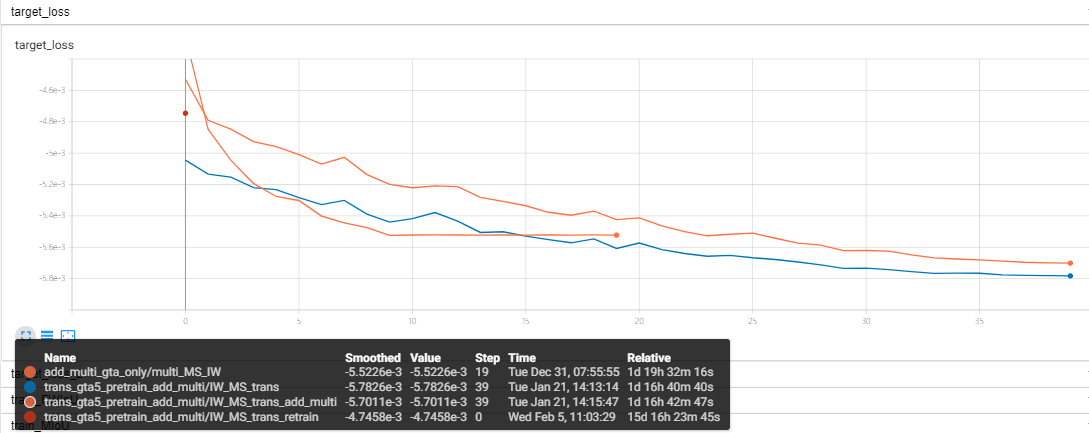 target_loss
target_loss
-4.6e-3
-4.8e-3
-5e-3
-5.2e-3
-5.4e-3
-5.6e-3
-5.8e-3
0 5 10 15 20 25 30 35
Name Smoothed Value Step Time Relative
add_multi_gta_only/multi_MS_IW -5.5226e-3 -5.5226e-3 19 Tue Dec 31, 07:55:55 1d 19h 32m 16s
trans_gta5_pretrain_add_multi/IW_MS_trans -5.7826e-3 -5.7826e-3 39 Tue Jan 21, 14:13:14 1d 16h 40m 40s
trans_gta5_pretrain_add_multi/IW_MS_trans_add_multi -5.7011e-3 -5.7011e-3 39 Tue Jan 21, 14:15:47 1d 16h 42m 47s
trans_gta5_pretrain_add_multi/IW_MS_trans_retrain -4.7458e-3 -4.7458e-3 0 Wed Feb 5, 11:03:29 15d 16h 23m 45s
train_MIoU